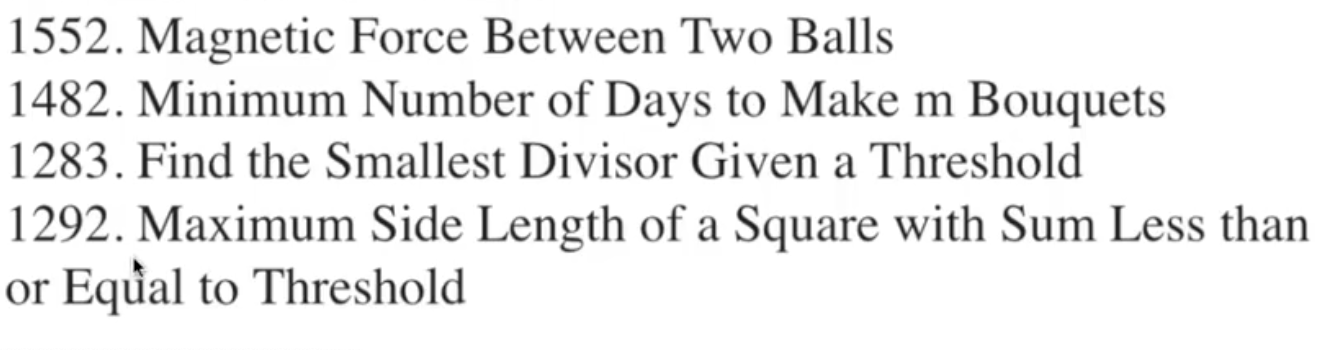 1552. Magnetic Force Between Two Balls
1482. Minimum Number of Days to Make m Bouquets
1283. Find the Smallest Divisor Given a Threshold
1292. Maximum Side Length of a Square with Sum Less than
or Equal to Threshold